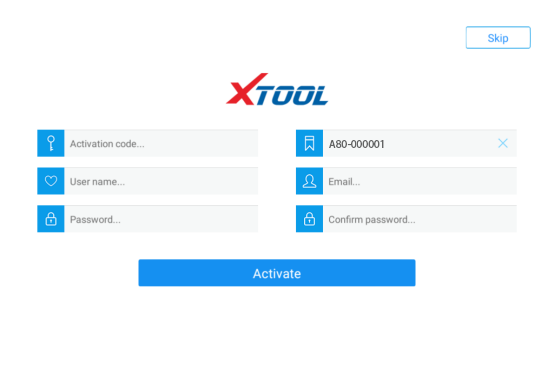 Skip
XTOOL
Activation code...
A80-000001
User name...
Email...
Password...
Confirm password...
Activate